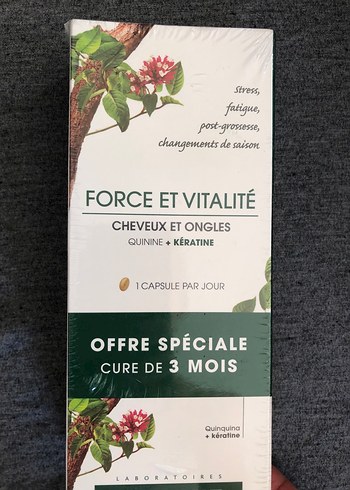 stress,
fatigue,
post-grossesse,
changements de saison
FORCE ET VITALITÉ
CHEVEUX ET ONGLES
QUININE + KÉRATINE
1 CAPSULE PAR JOUR
OFFRE SPÉCIALE
CURE DE 3 MOIS
Quinquina
+ kératine
LABORATOIRES